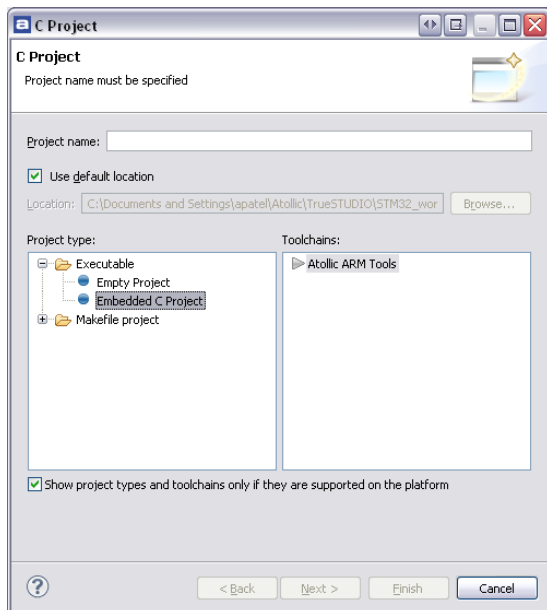 C Project
C Project
Project name must be specified
Project name:
Use default location
Location: C:\Documents and Settings\apatel\Atollic\TrueSTUDIO\STM32_wor Browse...
Project type: Toolchains:
Executable Atollic ARM Tools
Empty Project
Embedded C Project
Makefile project
Show project types and toolchains only if they are supported on the platform
? < Back Next > Finish Cancel